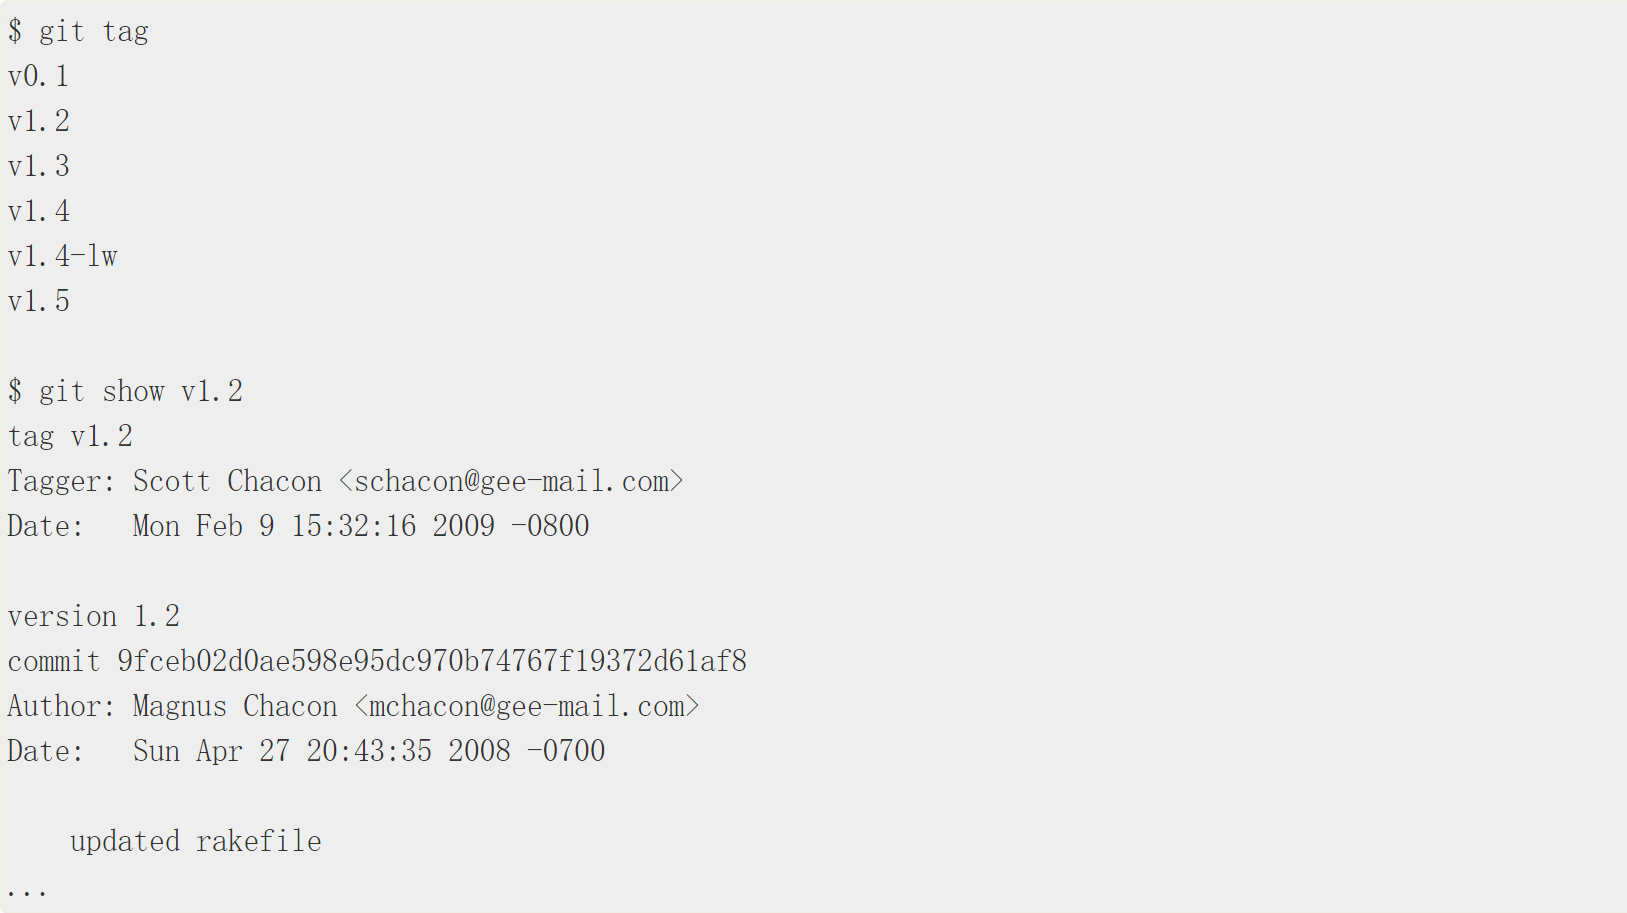 $ git tag
v0.1
v1.2
v1.3
v1.4
v1.4-lw
v1.5

$ git show v1.2
tag v1.2
Tagger: Scott Chacon <schacon@gee-mail.com>
Date:   Mon Feb 9 15:32:16 2009 -0800

version 1.2
commit 9fceb02d0ae598e95dc970b74767f19372d61af8
Author: Magnus Chacon <mchacon@gee-mail.com>
Date:   Sun Apr 27 20:43:35 2008 -0700

    updated rakefile
...